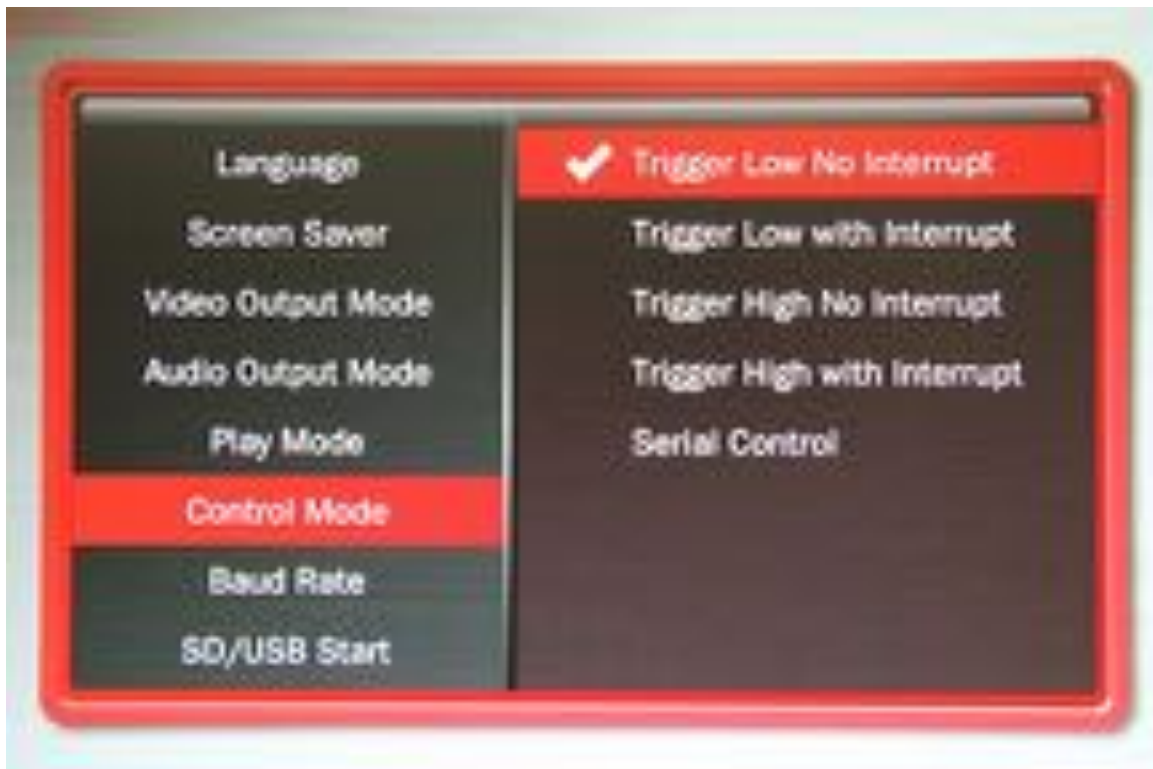 Language
Screen Saver
Video Output Mode
Audio Output Mode
Play Mode
Control Mode
Baud Rate
SD/USB Start
Trigger Low No Interrupt
Trigger Low with Interrupt
Trigger High No Interrupt
Trigger High with Interrupt
Serial Control